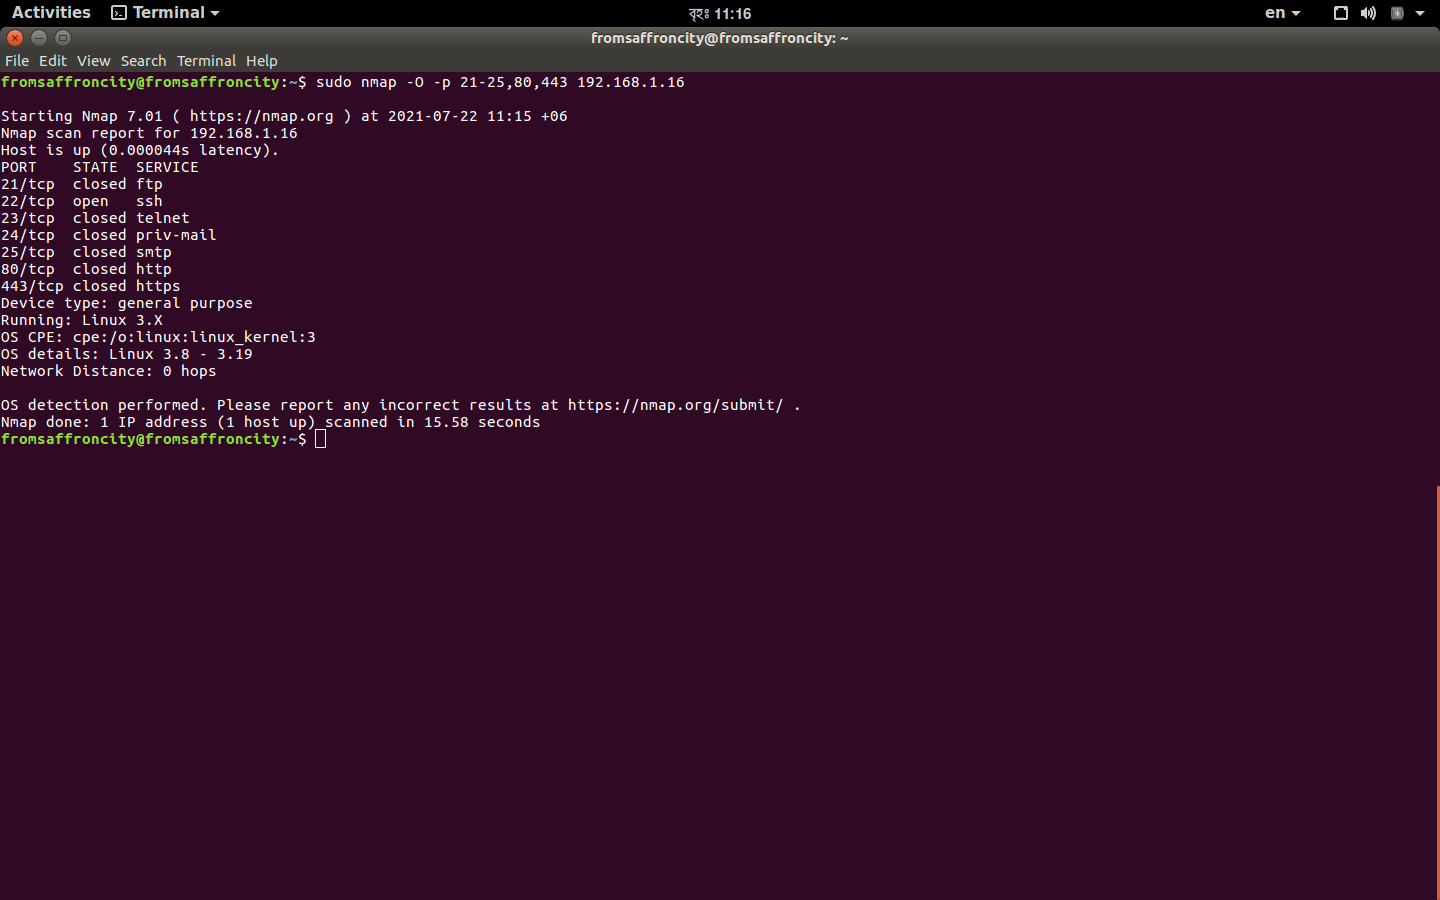 Activities Terminal বৃহঃ 11:16 en
fromsaffroncity@fromsaffroncity: ~
File Edit View Search Terminal Help
fromsaffroncity@fromsaffroncity:~$ sudo nmap -O -p 21-25,80,443 192.168.1.16
Starting Nmap 7.01 ( https://nmap.org ) at 2021-07-22 11:15 +06
Nmap scan report for 192.168.1.16
Host is up (0.000044s latency).
PORT    STATE  SERVICE
21/tcp  closed ftp
22/tcp  open   ssh
23/tcp  closed telnet
24/tcp  closed priv-mail
25/tcp  closed smtp
80/tcp  closed http
443/tcp closed https
Device type: general purpose
Running: Linux 3.X
OS CPE: cpe:/o:linux:linux_kernel:3
OS details: Linux 3.8 - 3.19
Network Distance: 0 hops
OS detection performed. Please report any incorrect results at https://nmap.org/submit/ .
Nmap done: 1 IP address (1 host up) scanned in 15.58 seconds
fromsaffroncity@fromsaffroncity:~$